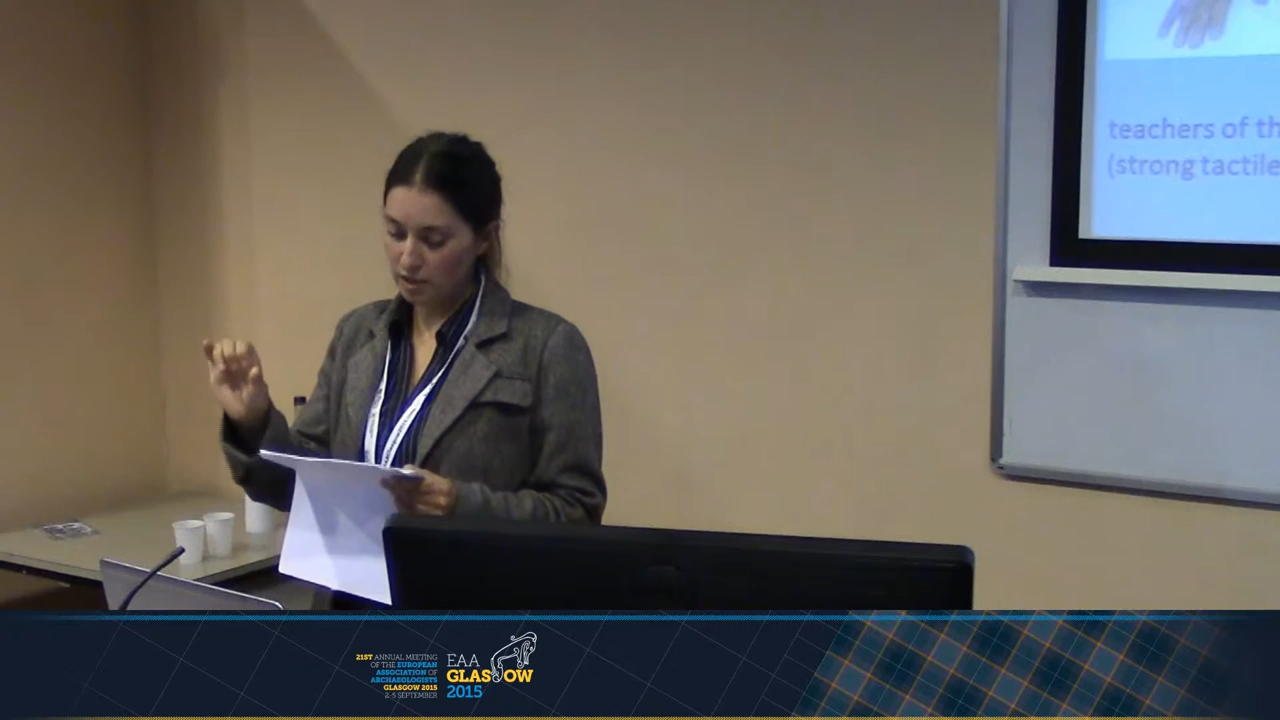 teachers of th
(strong tactile
21ST ANNUAL MEETING
OF THE EUROPEAN
ASSOCIATION OF
ARCHAEOLOGISTS
GLASGOW 2015
2-5 SEPTEMBER
EAA
GLASGOW
2015